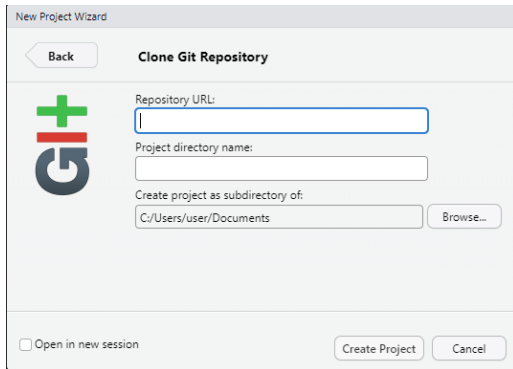 New Project Wizard
Back
Clone Git Repository
Repository URL:
Project directory name:
Create project as subdirectory of:
C:/Users/user/Documents
Browse...
GIt
Open in new session
Create Project
Cancel